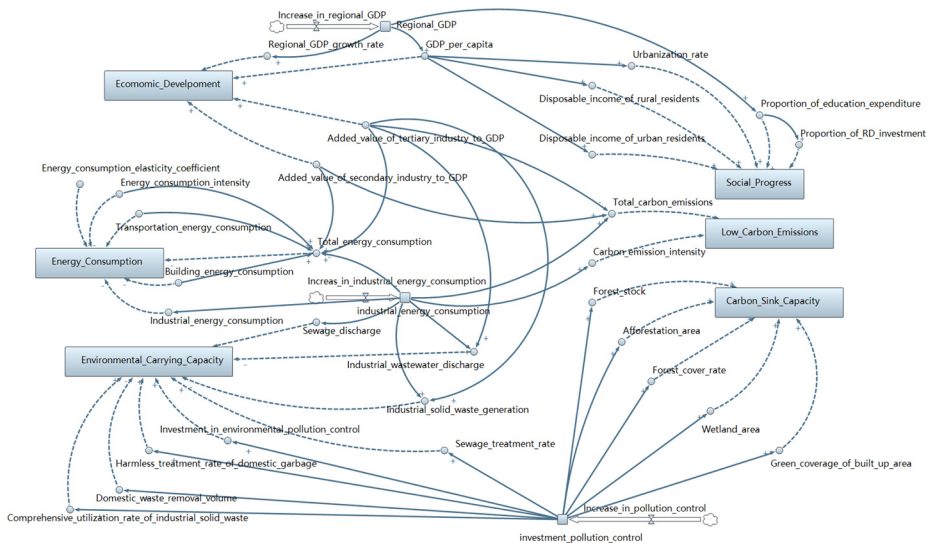 Increase_in_regional_GDP
Regional_GDP
Regional_GDP_growth_rate
GDP_per_capita
Urbanization_rate
Economic_Develpoment
Disposable_income_of_rural_residents
Proportion_of_education_expenditure
Added_value_of_tertiary_industry_to_GDP
Disposable_income_of_urban_residents
Proportion_of_RD_investment
Energy_consumption_elasticity_coefficient
Energy_consumption_intensity
Added_value_of_secondary_industry_to_GDP
Social_Progress
Total_carbon_emissions
Transportation_energy_consumption
Low_Carbon_Emissions
Total_energy_consumption
Carbon_emission_intensity
Energy_Consumption
Building_energy_consumption
Increas_in_industrial_energy_consumption
Forest_stock
Carbon_Sink_Capacity
industrial_energy_consumption
Industrial_energy_consumption
Sewage_discharge
Afforestation_area
Environmental_Carrying_Capacity
Industrial_wastewater_discharge
Forest_cover_rate
Industrial_solid_waste_generation
Investment_in_environmental_pollution_control
Wetland_area
Sewage_treatment_rate
Harmless_treatment_rate_of_domestic_garbage
Green_coverage_of_built_up_area
Domestic_waste_removal_volume
Comprehensive_utilization_rate_of_industrial_solid_waste
Increase_in_pollution_control
investment_pollution_control